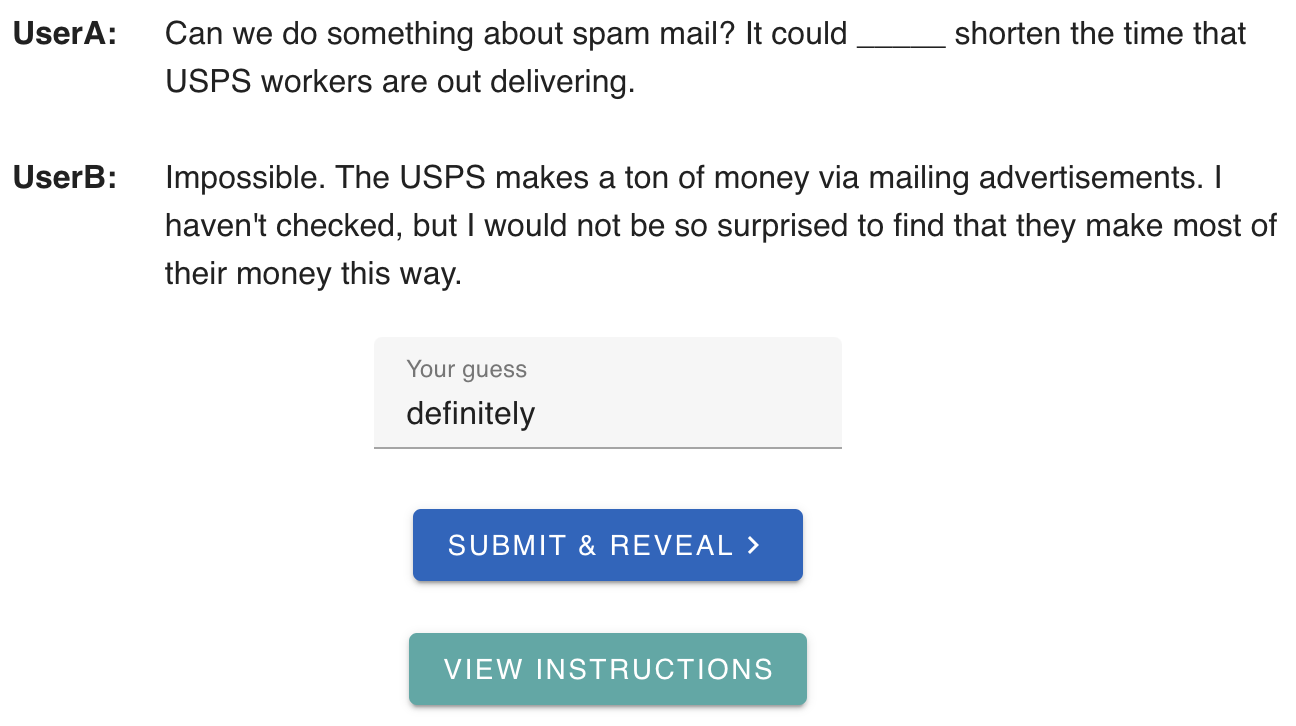 UserA: Can we do something about spam mail? It could _____ shorten the time that
USPS workers are out delivering.
UserB: Impossible. The USPS makes a ton of money via mailing advertisements. I
haven't checked, but I would not be so surprised to find that they make most of
their money this way.
Your guess
definitely
SUBMIT & REVEAL >
VIEW INSTRUCTIONS